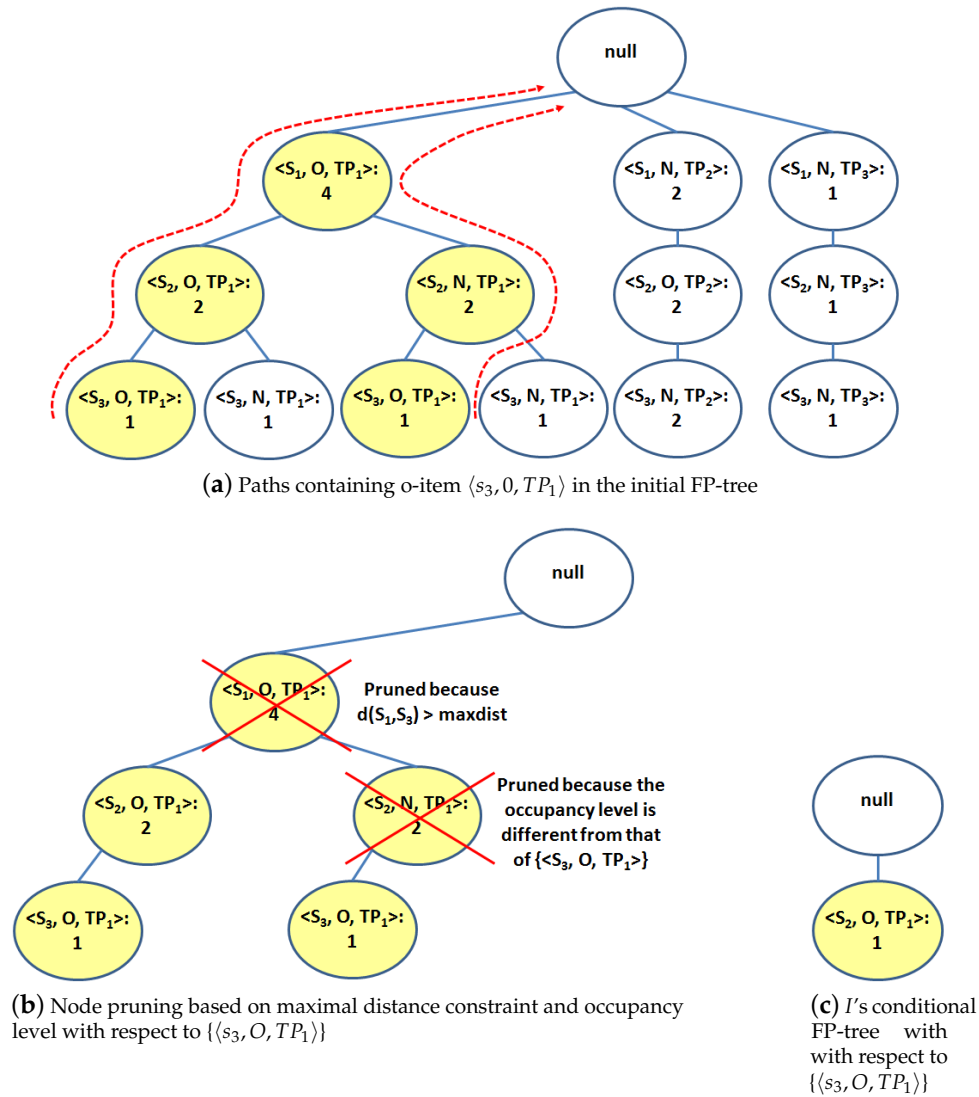 null
<S₁, O, TP₁>:
4
<S₁, N, TP₂>:
2
<S₁, N, TP₃>:
1
<S₂, O, TP₁>:
2
<S₂, N, TP₁>:
2
<S₂, O, TP₂>:
2
<S₂, N, TP₃>:
1
<S₃, O, TP₁>:
1
<S₃, N, TP₁>:
1
<S₃, O, TP₁>:
1
<S₃, N, TP₁>:
1
<S₃, N, TP₂>:
2
<S₃, N, TP₃>:
1
(a) Paths containing o-item ⟨s₃, 0, TP₁⟩ in the initial FP-tree
null
<S₁, O, TP₁>:
4
Pruned because
d(S₁,S₃) > maxdist
<S₂, O, TP₁>:
2
<S₂, N, TP₁>:
2
Pruned because the
occupancy level is
different from that
of {<S₃, O, TP₁>}
<S₃, O, TP₁>:
1
<S₃, O, TP₁>:
1
(b) Node pruning based on maximal distance constraint and occupancy
level with respect to {⟨s₃, O, TP₁⟩}
null
<S₂, O, TP₁>:
1
(c) I's conditional
FP-tree with
with respect to
{⟨s₃, O, TP₁⟩}